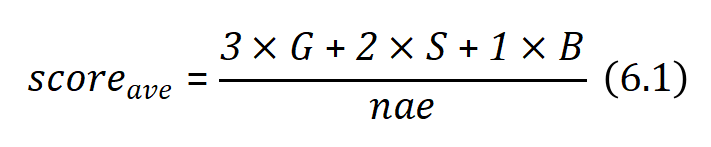 score_ave = (3 × G + 2 × S + 1 × B) / nae (6.1)